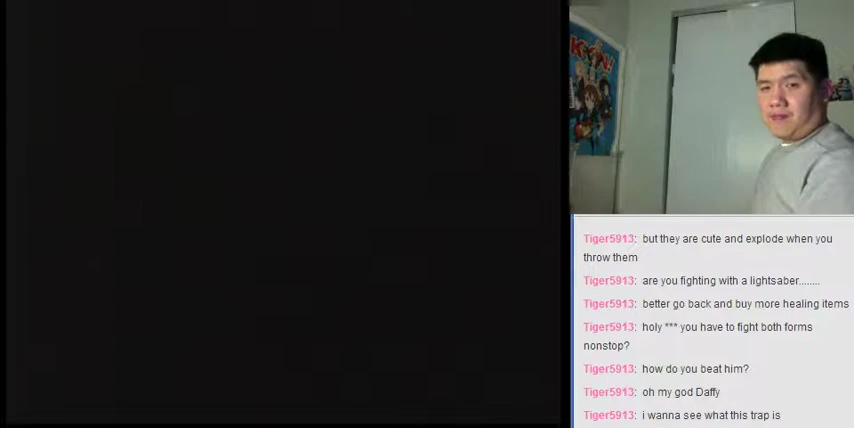 K-ON!
Tiger5913: but they are cute and explode when you
throw them
Tiger5913: are you fighting with a lightsaber........
Tiger5913: better go back and buy more healing items
Tiger5913: holy *** you have to fight both forms
nonstop?
Tiger5913: how do you beat him?
Tiger5913: oh my god Daffy
Tiger5913: i wanna see what this trap is